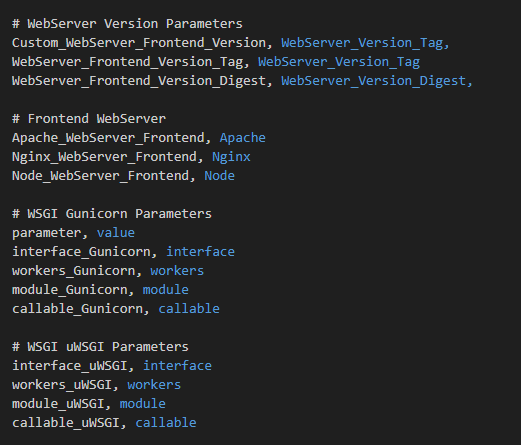 # WebServer Version Parameters
Custom_WebServer_Frontend_Version, WebServer_Version_Tag,
WebServer_Frontend_Version_Tag, WebServer_Version_Tag
WebServer_Frontend_Version_Digest, WebServer_Version_Digest,
# Frontend WebServer
Apache_WebServer_Frontend, Apache
Nginx_WebServer_Frontend, Nginx
Node_WebServer_Frontend, Node
# WSGI Gunicorn Parameters
parameter, value
interface_Gunicorn, interface
workers_Gunicorn, workers
module_Gunicorn, module
callable_Gunicorn, callable
# WSGI uWSGI Parameters
interface_uWSGI, interface
workers_uWSGI, workers
module_uWSGI, module
callable_uWSGI, callable